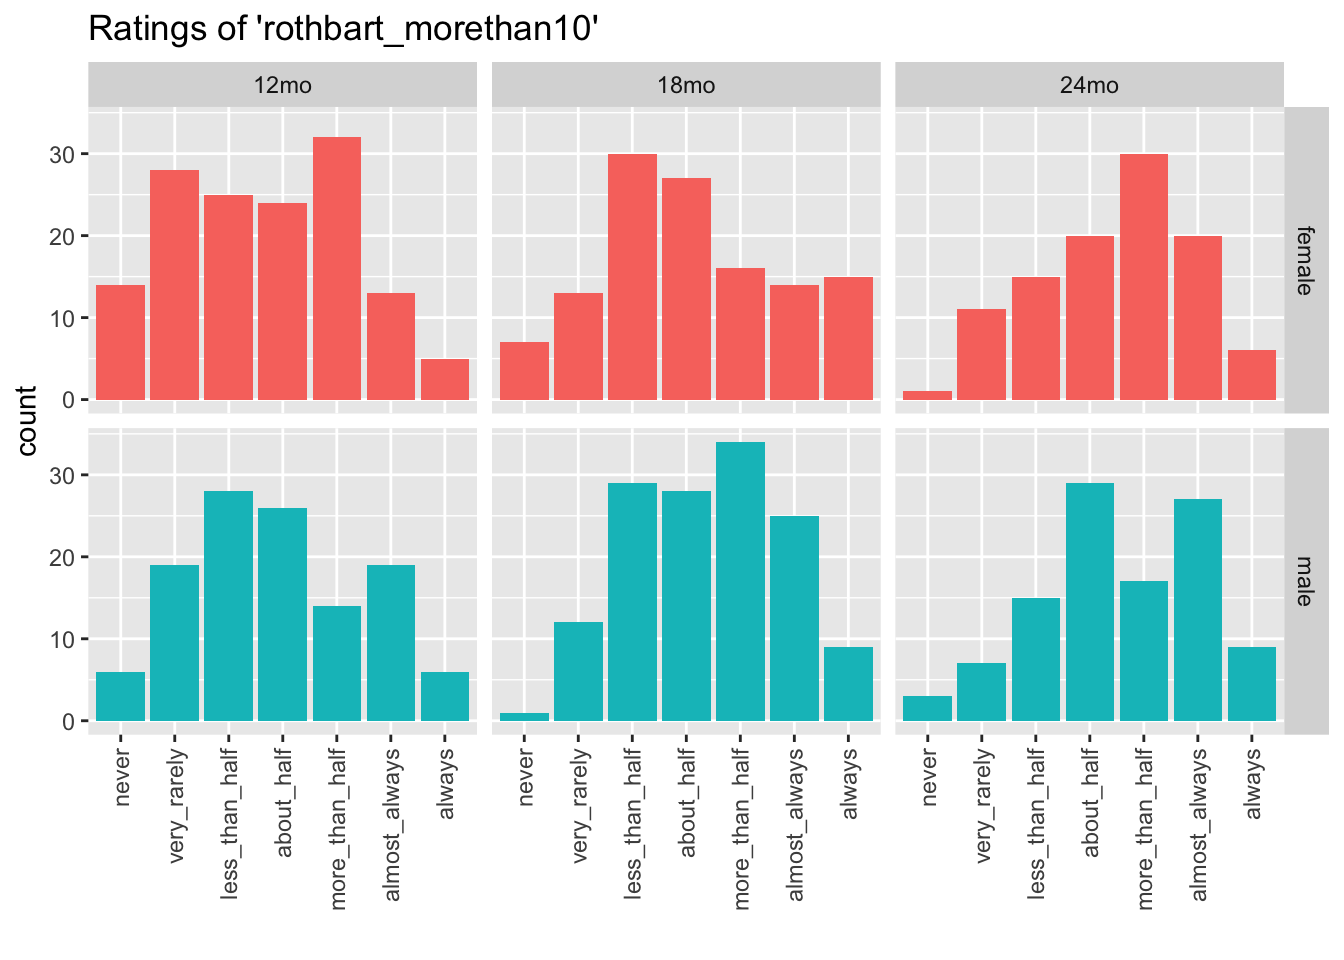 Ratings of 'rothbart_morethan10'
12mo 18mo 24mo
30
20
10
0
female
count
30
20
10
0
male
never very_rarely less_than_half about_half more_than_half almost_always always
never very_rarely less_than_half about_half more_than_half almost_always always
never very_rarely less_than_half about_half more_than_half almost_always always